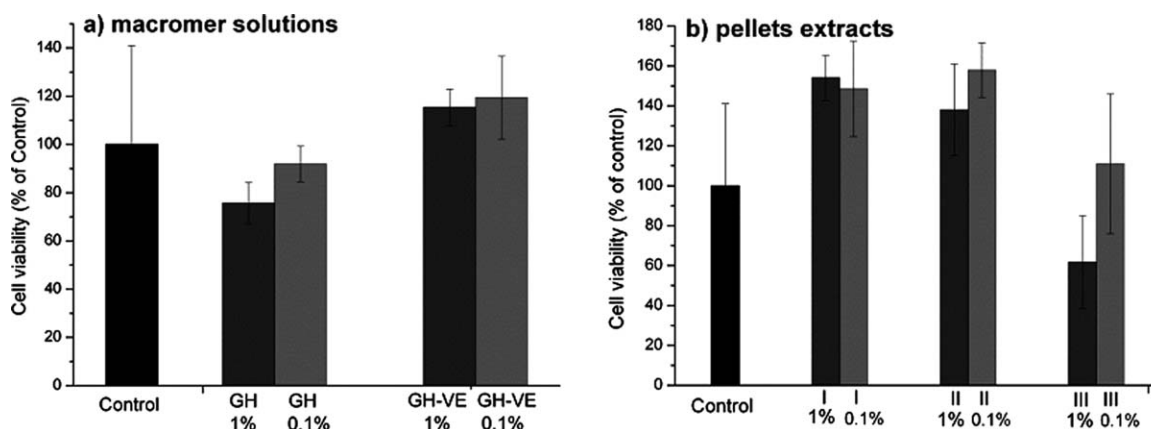 a) macromer solutions
Cell viability (% of Control)
140
120
100
80
60
40
20
0
Control
GH GH GH-VE GH-VE
1% 0.1% 1% 0.1%
b) pellets extracts
Cell viability (% of control)
180
160
140
120
100
80
60
40
20
0
Control
I I II II III III
1% 0.1% 1% 0.1% 1% 0.1%